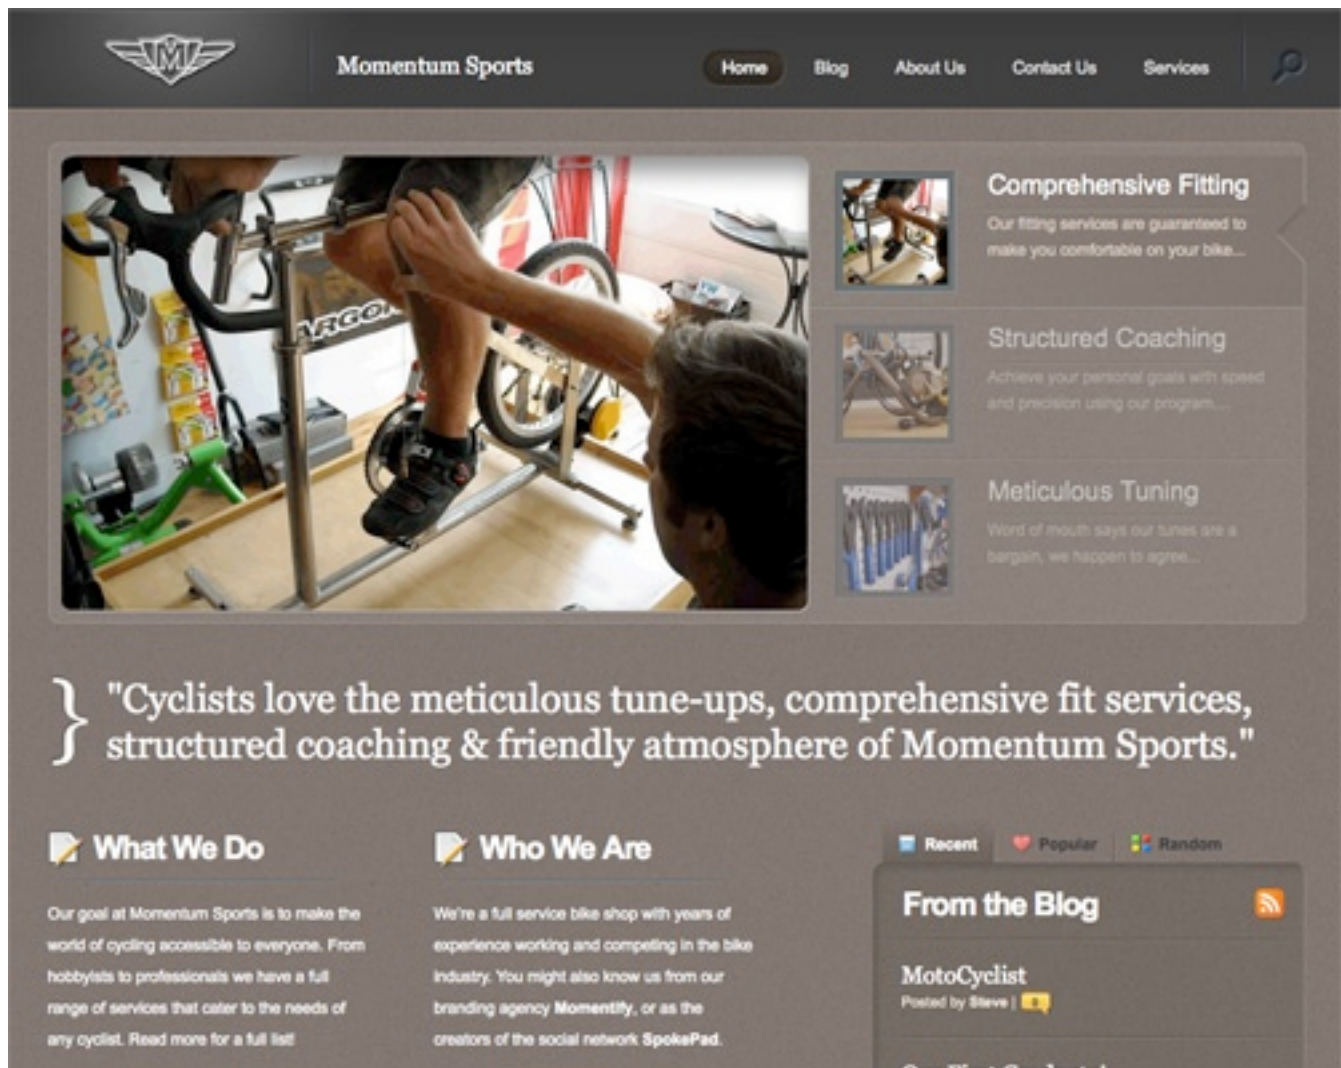 M
Momentum Sports
Home
Blog
About Us
Contact Us
Services
ARGON
Comprehensive Fitting
Our fitting services are guaranteed to
make you comfortable on your bike...
Structured Coaching
Achieve your personal goals with speed
and precision using our program....
Meticulous Tuning
Word of mouth says our tunes are a
bargain, we happen to agree...
} "Cyclists love the meticulous tune-ups, comprehensive fit services,
structured coaching & friendly atmosphere of Momentum Sports."
What We Do
Our goal at Momentum Sports is to make the
world of cycling accessible to everyone. From
hobbyists to professionals we have a full
range of services that cater to the needs of
any cyclist. Read more for a full list!
Who We Are
We're a full service bike shop with years of
experience working and competing in the bike
industry. You might also know us from our
branding agency Momentify, or as the
creators of the social network SpokePad.
Recent
Popular
Random
From the Blog
MotoCyclist
Posted by Steve |